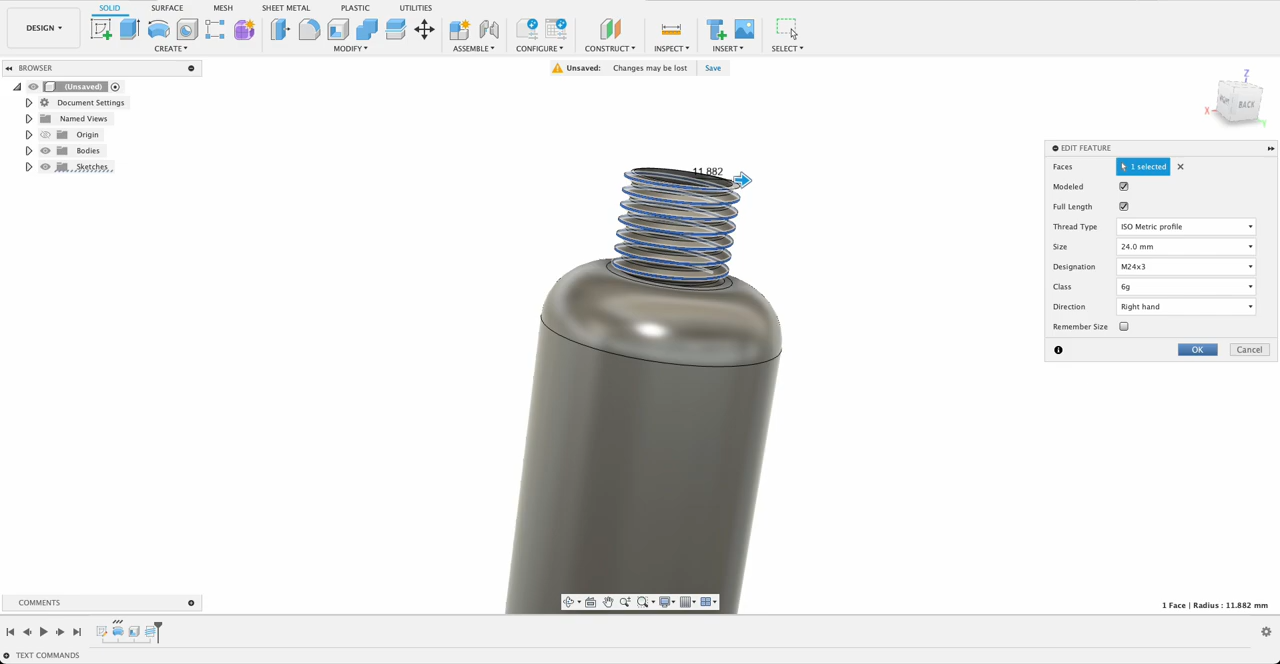 SOLID SURFACE MESH SHEET METAL PLASTIC UTILITIES
DESIGN
CREATE MODIFY ASSEMBLE CONFIGURE CONSTRUCT INSPECT INSERT SELECT
BROWSER
Unsaved: Changes may be lost Save
(Unsaved)
Document Settings
Named Views
Origin
Bodies
Sketches
Z
X
Y
RIGHT BACK
11.882
EDIT FEATURE
Faces 1 selected
Modeled
Full Length
Thread Type ISO Metric profile
Size 24.0 mm
Designation M24x3
Class 6g
Direction Right hand
Remember Size
OK Cancel
COMMENTS
1 Face | Radius : 11.882 mm
TEXT COMMANDS